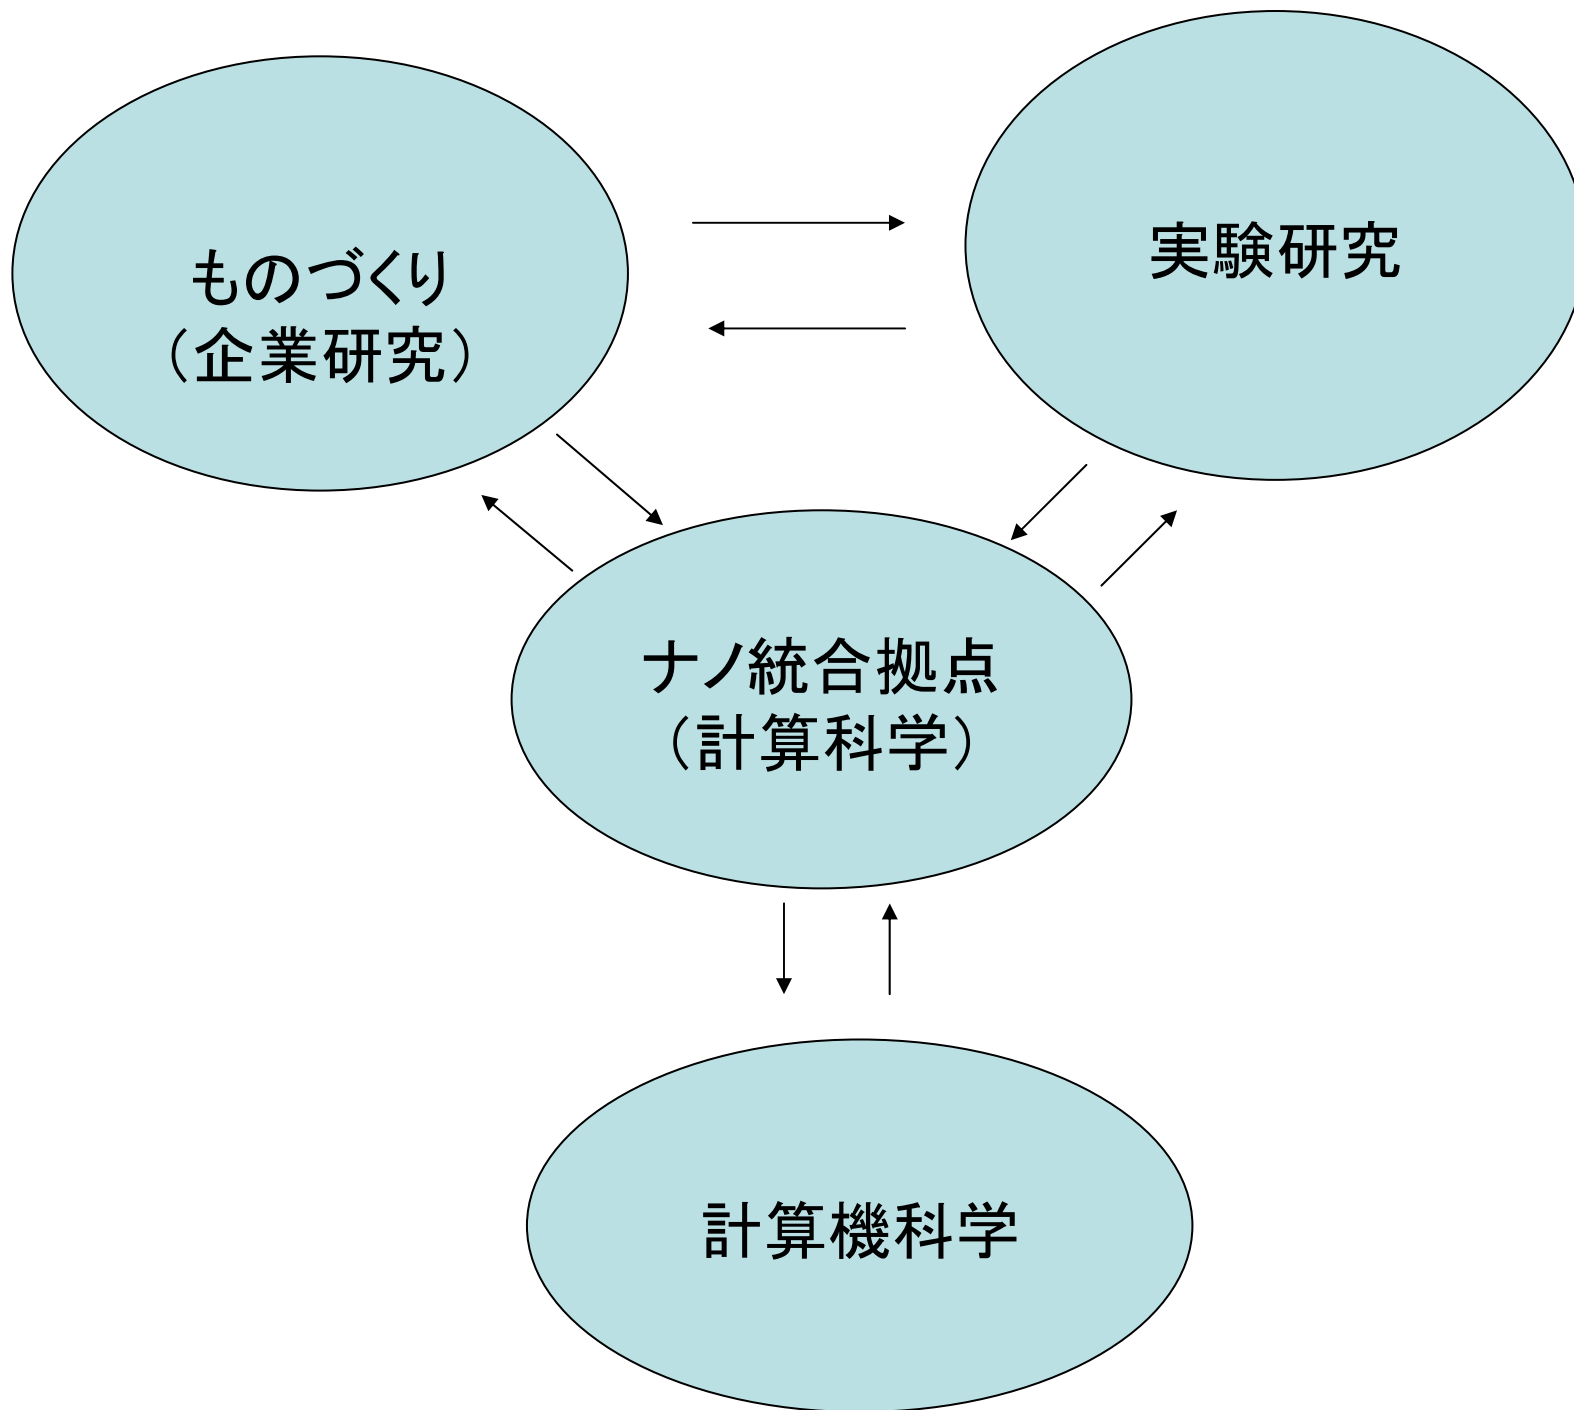 ものづくり
（企業研究）
実験研究
ナノ統合拠点
（計算科学）
計算機科学